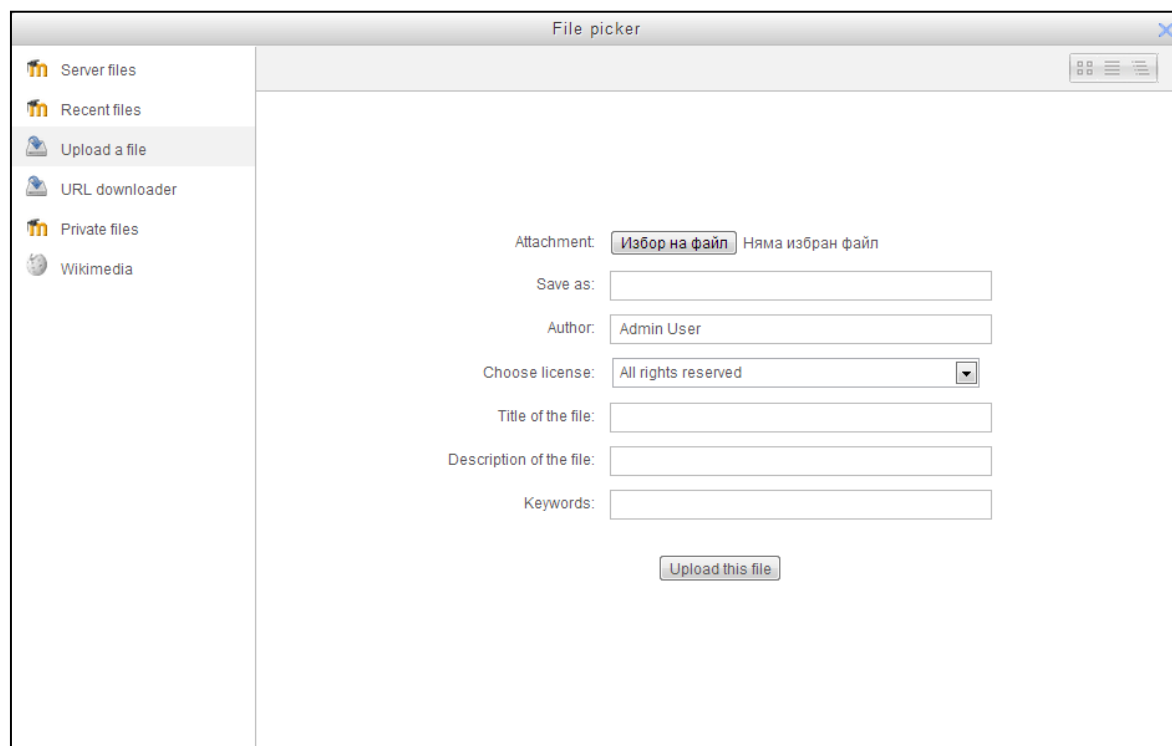 File picker
Server files
Recent files
Upload a file
URL downloader
Private files
Wikimedia
Attachment: Избор на файл Няма избран файл
Save as:
Author: Admin User
Choose license: All rights reserved
Title of the file:
Description of the file:
Keywords:
Upload this file